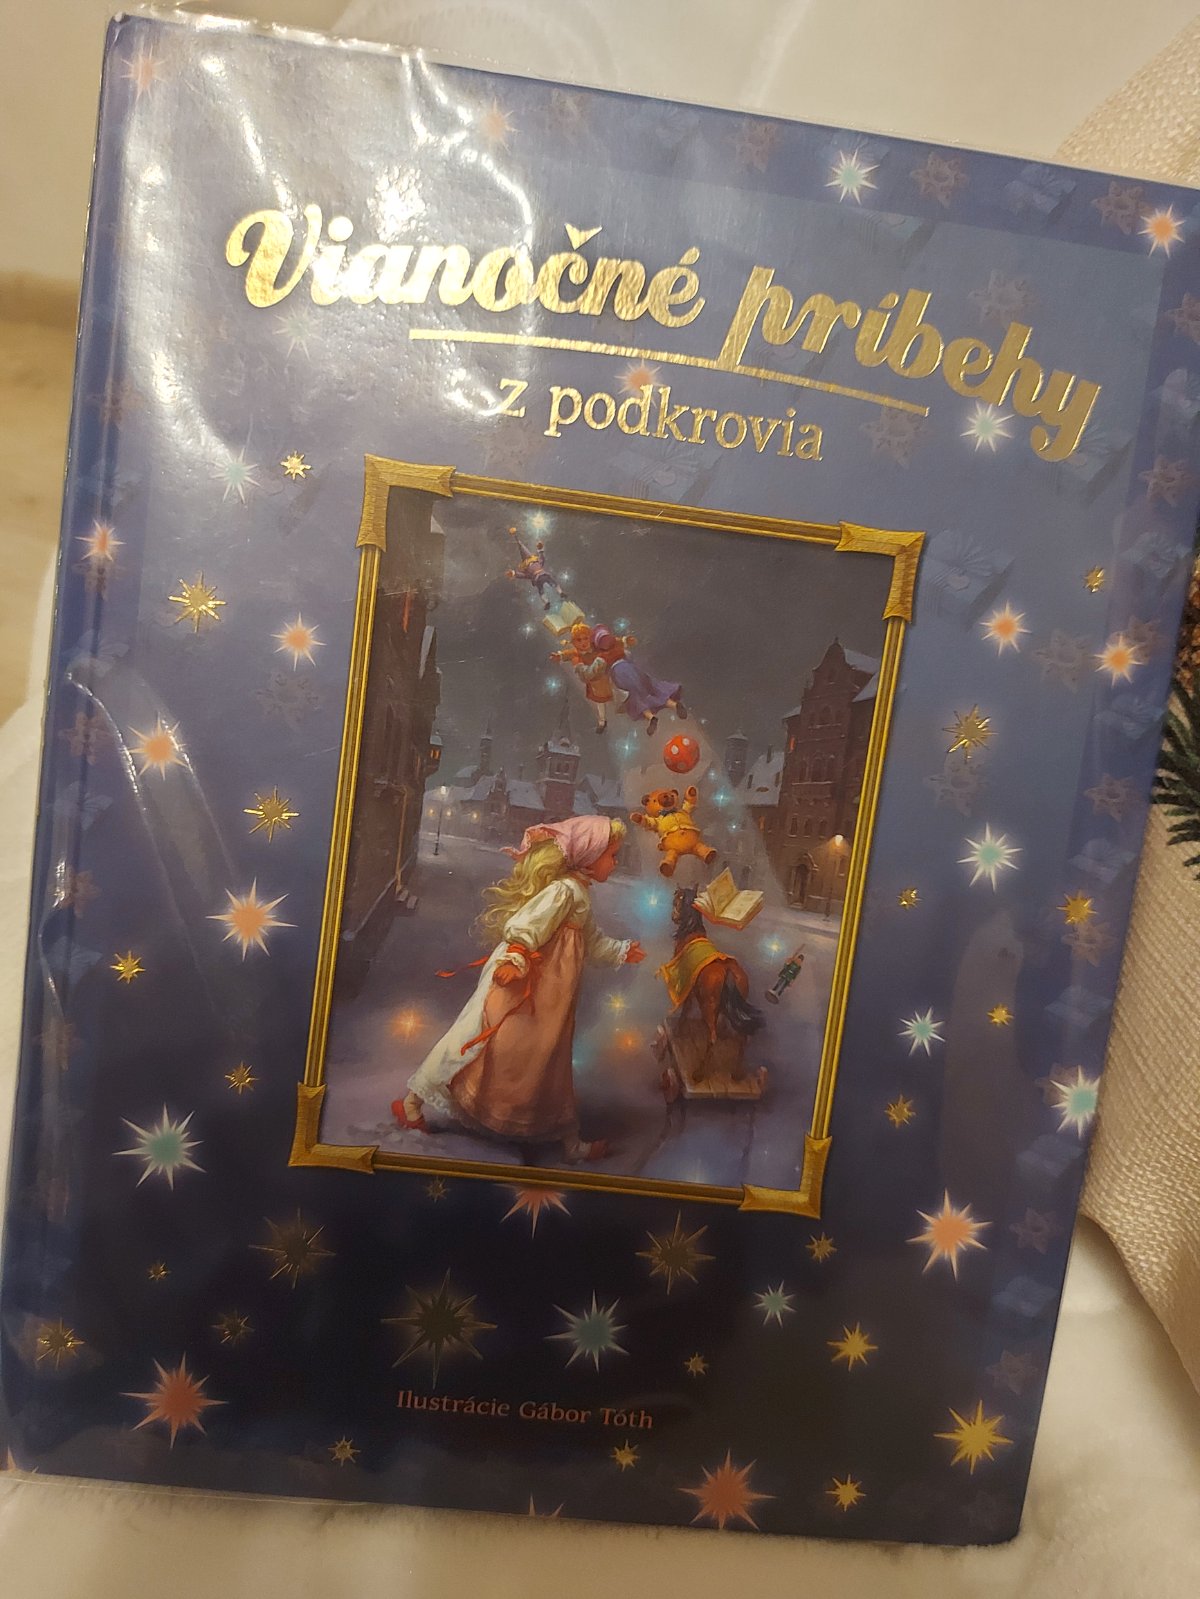 Vianočné príbehy
z podkrovia
Ilustrácie Gábor Tóth